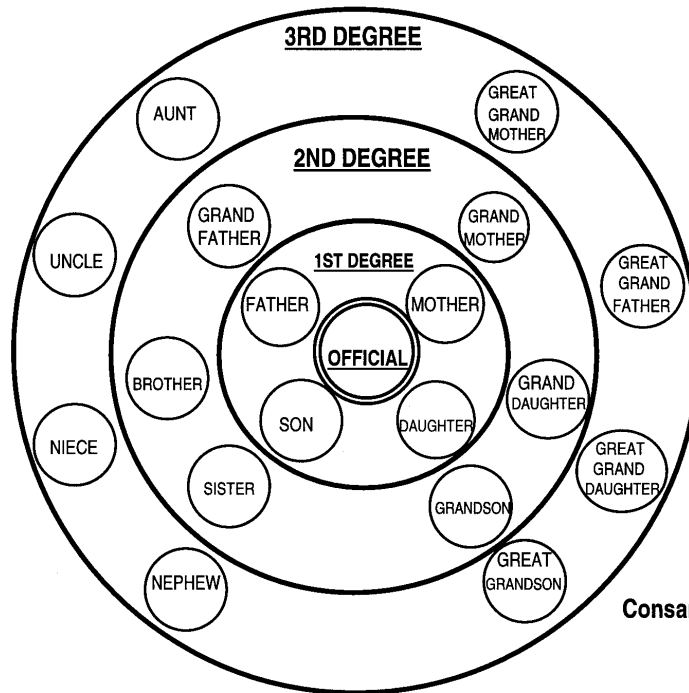 3RD DEGREE
AUNT
GREAT
GRAND
MOTHER
2ND DEGREE
GRAND
FATHER
GRAND
MOTHER
UNCLE
1ST DEGREE
GREAT
GRAND
FATHER
FATHER
MOTHER
OFFICIAL
BROTHER
GRAND
DAUGHTER
SON
DAUGHTER
NIECE
GREAT
GRAND
DAUGHTER
SISTER
GRANDSON
NEPHEW
GREAT
GRANDSON